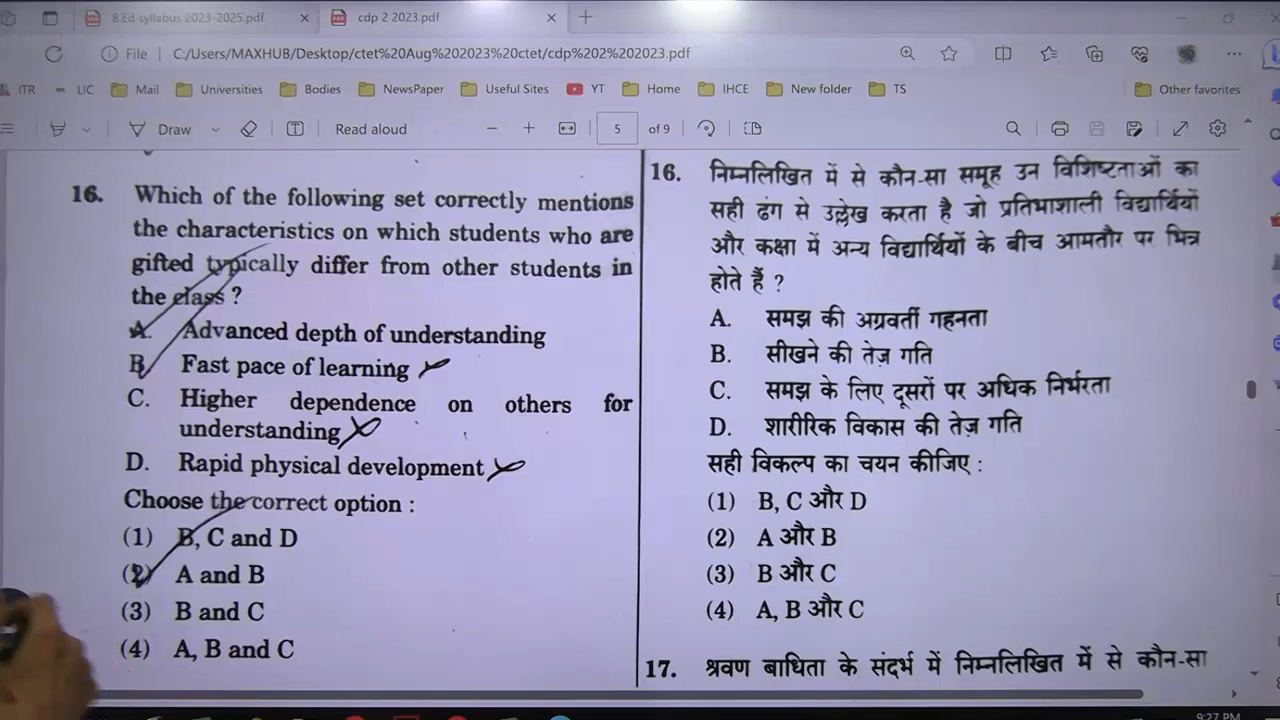 B.Ed syllabus 2023-2025.pdf
cdp 2 2023.pdf
File
C:/Users/MAXHUB/Desktop/ctet%20Aug%202023%20ctet/cdp%202%202023.pdf
ITR
LIC
Mail
Universities
Bodies
NewsPaper
Useful Sites
YT
Home
IHCE
New folder
TS
Other favorites
Draw
Read aloud
5
of 9
16. Which of the following set correctly mentions
the characteristics on which students who are
gifted typically differ from other students in
the class ?
A. Advanced depth of understanding
B. Fast pace of learning
C. Higher dependence on others for
understanding
D. Rapid physical development
Choose the correct option :
(1) B, C and D
(2) A and B
(3) B and C
(4) A, B and C
16. निम्नलिखित में से कौन-सा समूह उन विशिष्टताओं का
सही ढंग से उल्लेख करता है जो प्रतिभाशाली विद्यार्थियों
और कक्षा में अन्य विद्यार्थियों के बीच आमतौर पर भिन्न
होते हैं ?
A. समझ की अग्रवर्ती गहनता
B. सीखने की तेज़ गति
C. समझ के लिए दूसरों पर अधिक निर्भरता
D. शारीरिक विकास की तेज़ गति
सही विकल्प का चयन कीजिए :
(1) B, C और D
(2) A और B
(3) B और C
(4) A, B और C
17. श्रवण बाधिता के संदर्भ में निम्नलिखित में से कौन-सा
9:27 PM